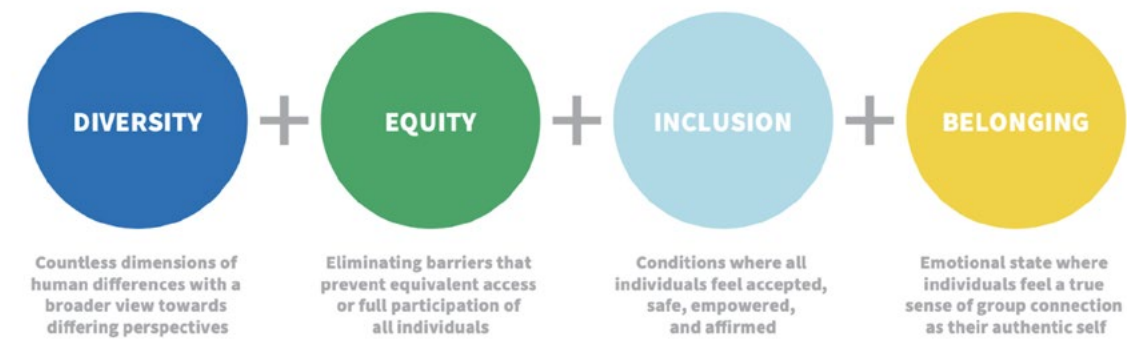 DIVERSITY + EQUITY + INCLUSION + BELONGING
Countless dimensions of
human differences with a
broader view towards
differing perspectives
Eliminating barriers that
prevent equivalent access
or full participation of
all individuals
Conditions where all
individuals feel accepted,
safe, empowered,
and affirmed
Emotional state where
individuals feel a true
sense of group connection
as their authentic self